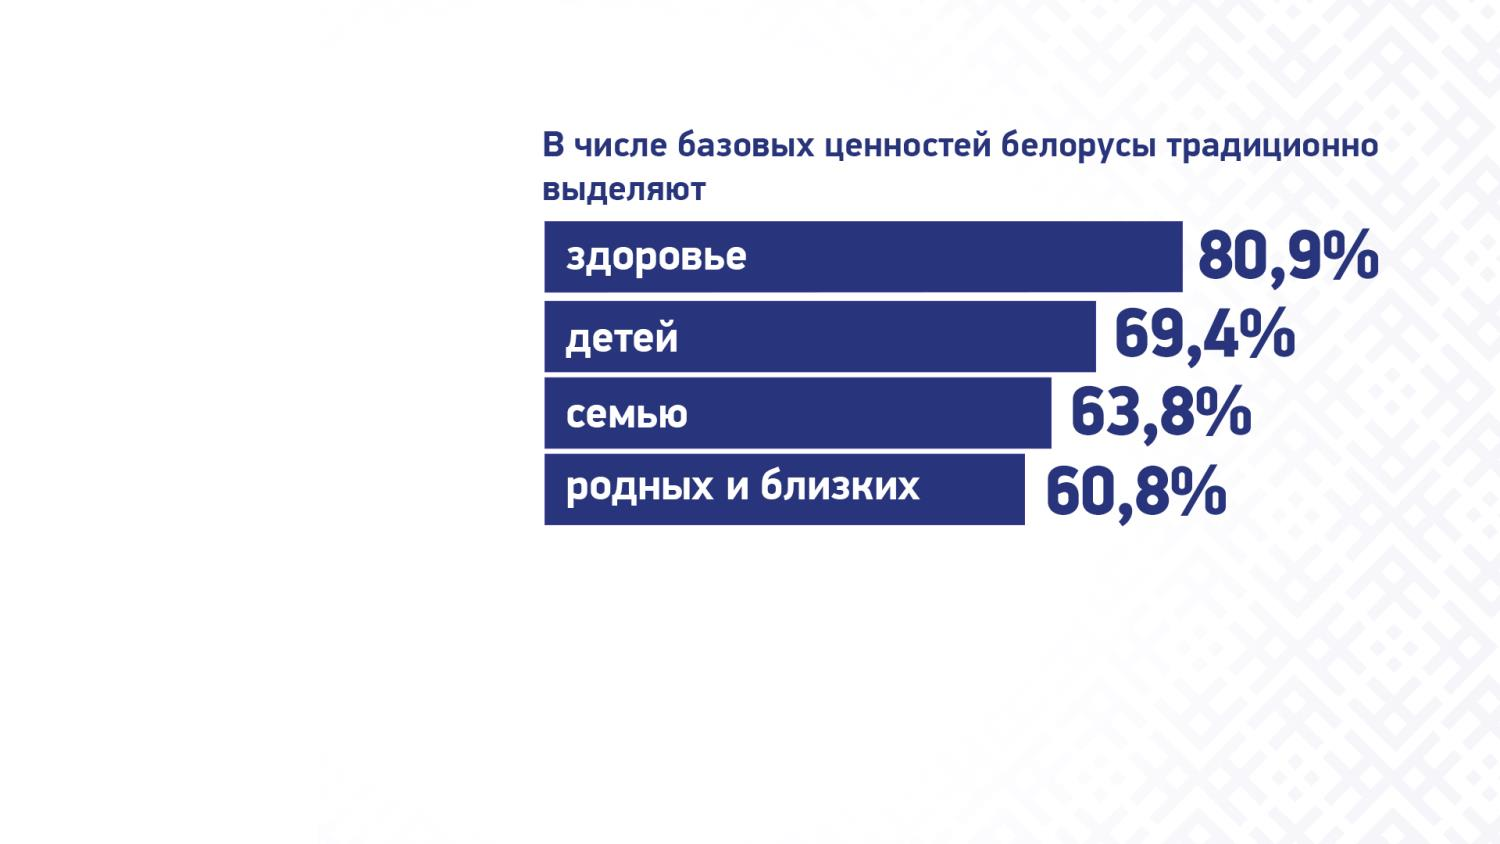 В числе базовых ценностей белорусы традиционно
выделяют
здоровье 80,9%
детей 69,4%
семью 63,8%
родных и близких 60,8%